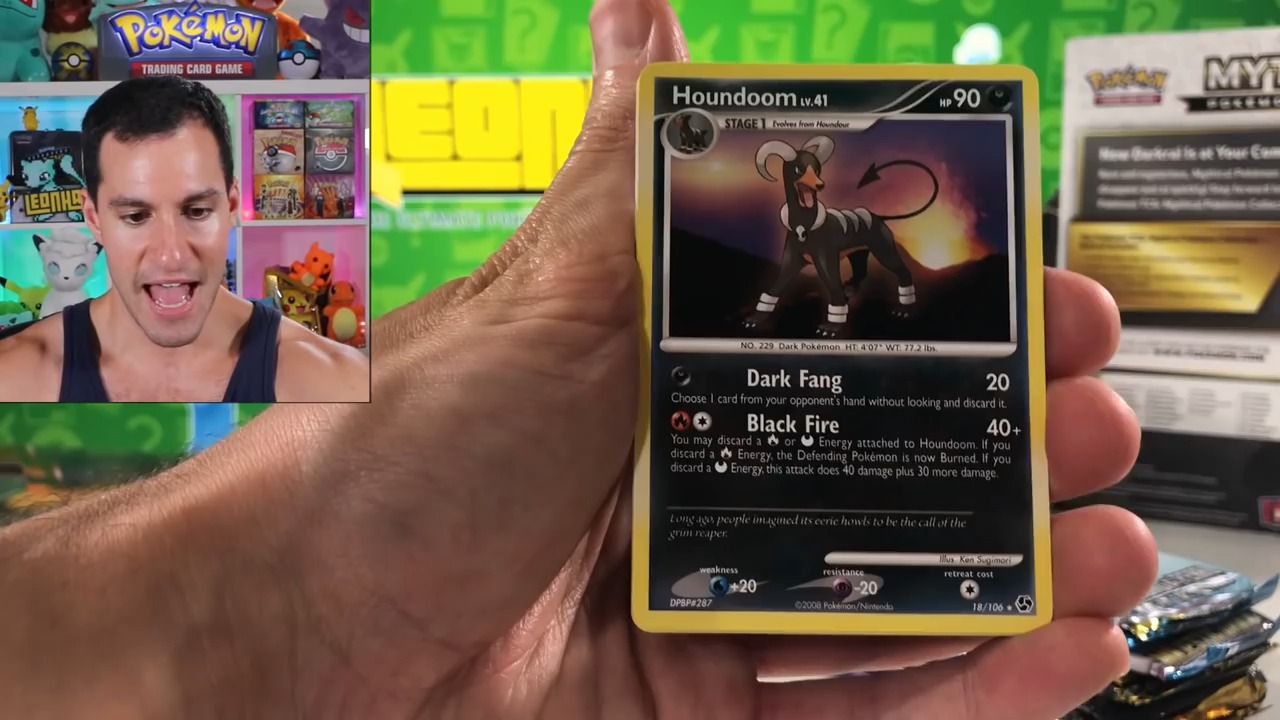 POKéMON
TRADING CARD GAME
LEONHA
LEON
Pokémon
MYT
Houndoom LV.41
HP 90
STAGE 1 Evolves from Houndour
NO. 229 Dark Pokémon HT: 4'07" WT: 77.2 lbs.
Dark Fang 20
Choose 1 card from your opponent's hand without looking and discard it.
Black Fire 40+
You may discard a or Energy attached to Houndoom. If you
discard a Energy, the Defending Pokémon is now Burned. If you
discard a Energy, this attack does 40 damage plus 30 more damage.
Long ago, people imagined its eerie howls to be the call of the
grim reaper.
Illus. Ken Sugimori
weakness resistance retreat cost
+20 -20
DPBP#287 ©2008 Pokémon/Nintendo 18/106 ★